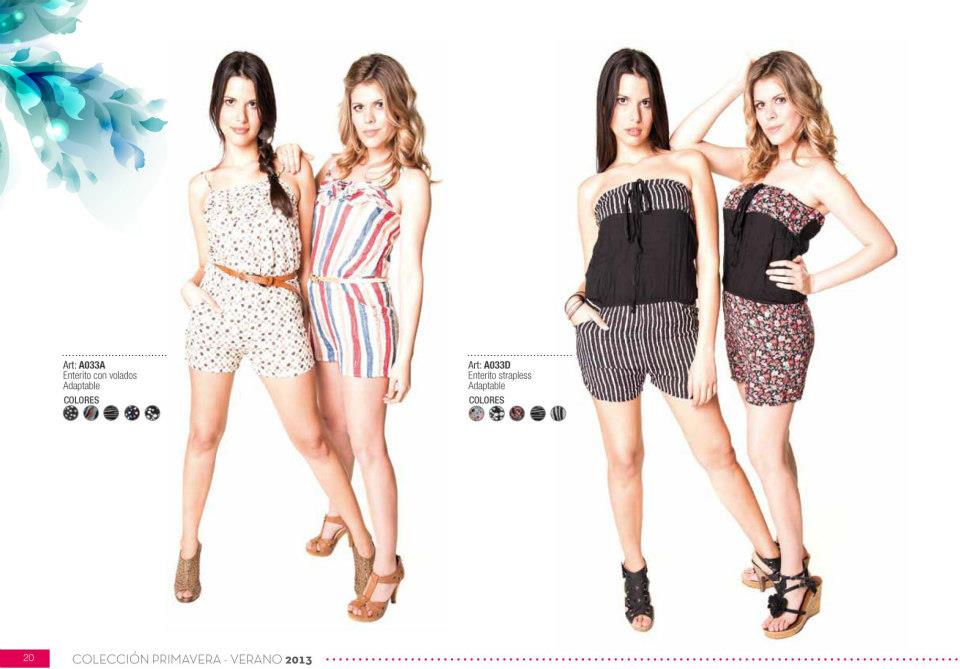 Art: A033A
Enterito con volados
Adaptable
COLORES
Art: A033D
Enterito strapless
Adaptable
COLORES
20
COLECCIÓN PRIMAVERA - VERANO 2013